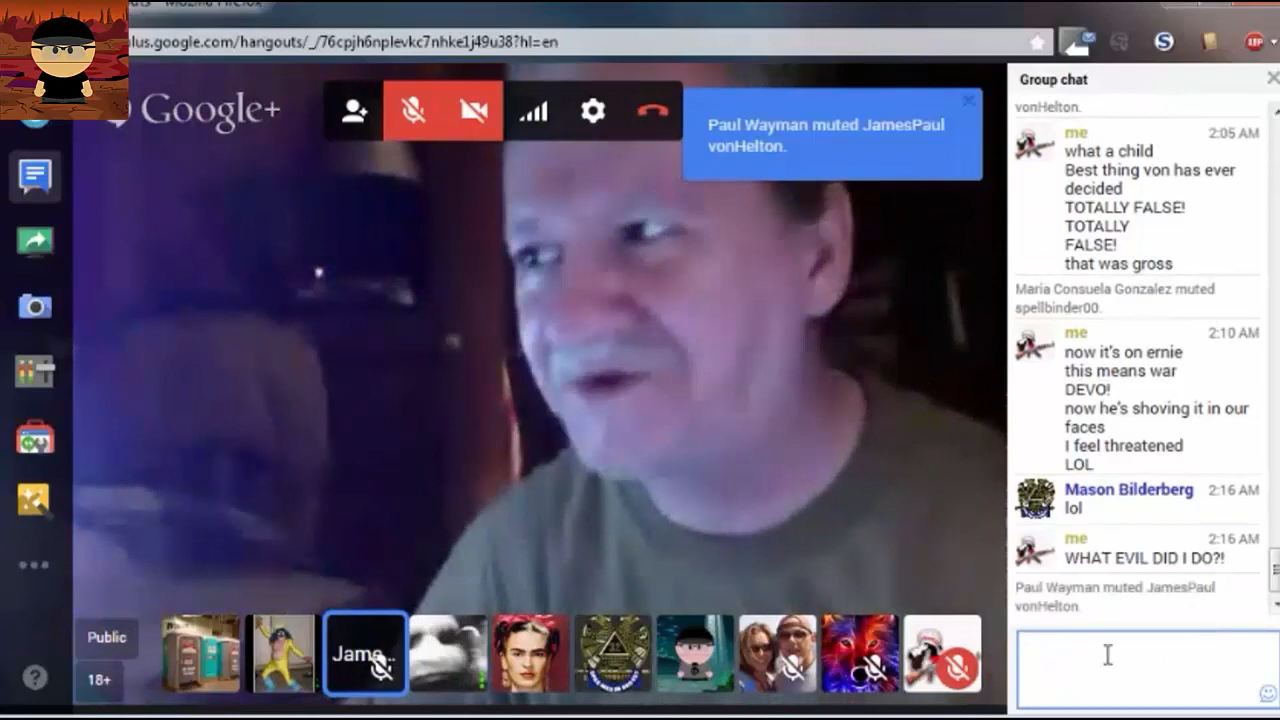 plus.google.com/hangouts/_/76cpjh6nplevkc7nhke1j49u38?hl=en
S
ABP
Google+
Paul Wayman muted JamesPaul
vonHelton.
Group chat
vonHelton.
me 2:05 AM
what a child
Best thing von has ever
decided
TOTALLY FALSE!
TOTALLY
FALSE!
that was gross
Maria Consuela Gonzalez muted
spellbinder00.
me 2:10 AM
now it's on ernie
this means war
DEVO!
now he's shoving it in our
faces
I feel threatened
LOL
Mason Bilderberg 2:16 AM
lol
me 2:16 AM
WHAT EVIL DID I DO?!
Paul Wayman muted JamesPaul
vonHelton.
Public
18+
Jame...